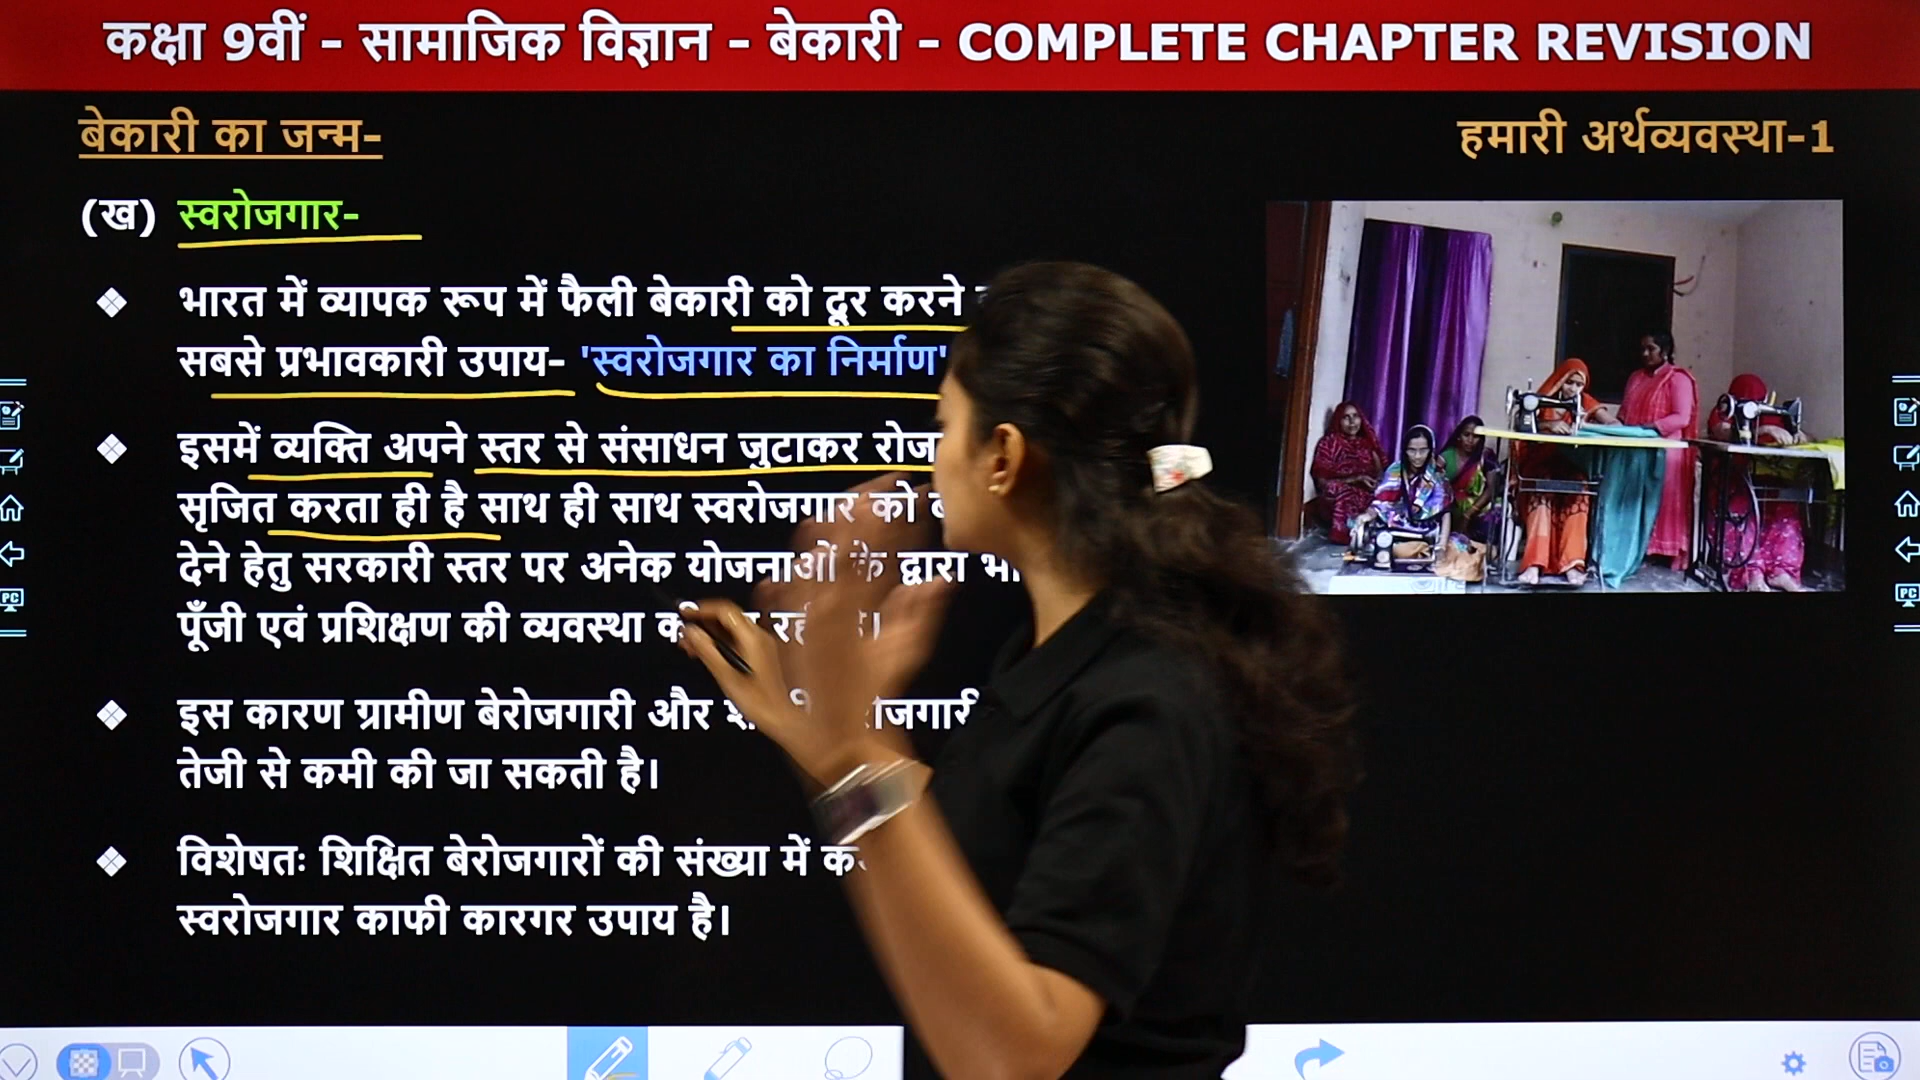 कक्षा 9वीं - सामाजिक विज्ञान - बेकारी - COMPLETE CHAPTER REVISION
बेकारी का जन्म-
हमारी अर्थव्यवस्था-1
(ख) स्वरोजगार-
भारत में व्यापक रूप में फैली बेकारी को दूर करने
सबसे प्रभावकारी उपाय- 'स्वरोजगार का निर्माण'
इसमें व्यक्ति अपने स्तर से संसाधन जुटाकर
सृजित करता ही है साथ ही साथ स्वरोजगार को
देने हेतु सरकारी स्तर पर अनेक योजनाओं के द्वारा
पूँजी एवं प्रशिक्षण की व्यवस्था
इस कारण ग्रामीण बेरोजगारी और
तेजी से कमी की जा सकती है।
विशेषतः शिक्षित बेरोजगारों की संख्या में
स्वरोजगार काफी कारगर उपाय है।
PC
PC